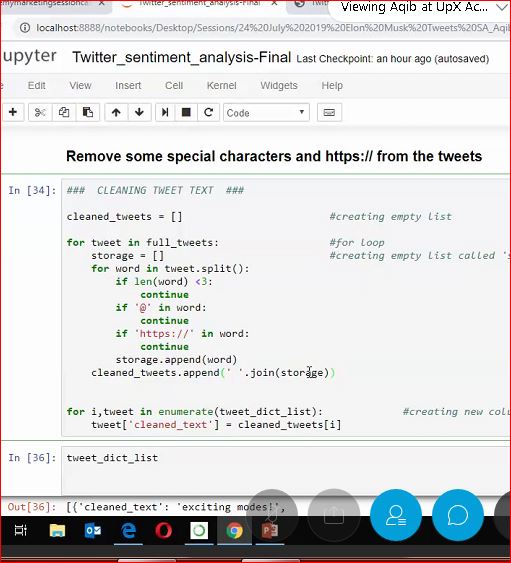 Viewing Aqib at UpX Ac...
Twitter_sentiment_analysis-Final
localhost:8888/notebooks/Desktop/Sessions/24%20July%202019%20Elon%20Musk%20Tweets%20SA_Aqib
upyter Twitter_sentiment_analysis-Final Last Checkpoint: an hour ago (autosaved)
Edit View Insert Cell Kernel Widgets Help
Code
Remove some special characters and https:// from the tweets
In [34]: ### CLEANING TWEET TEXT ###
cleaned_tweets = [] #creating empty list
for tweet in full_tweets: #for loop
storage = [] #creating empty list called 's
for word in tweet.split():
if len(word) <3:
continue
if '@' in word:
continue
if 'https://' in word:
continue
storage.append(word)
cleaned_tweets.append(' '.join(storage))
for i,tweet in enumerate(tweet_dict_list): #creating new colu
tweet['cleaned_text'] = cleaned_tweets[i]
In [36]: tweet_dict_list
Out[36]: [{'cleaned_text': 'exciting modes!',